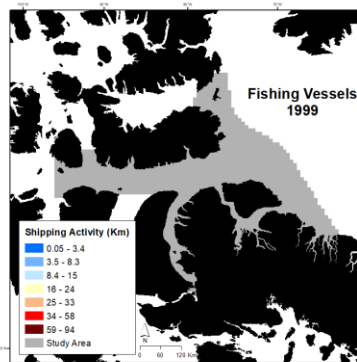 Fishing Vessels
1999
Shipping Activity (Km)
0.05 - 3.4
3.5 - 8.3
8.4 - 15
16 - 24
25 - 33
34 - 58
59 - 94
Study Area
N
0 60 120 Km